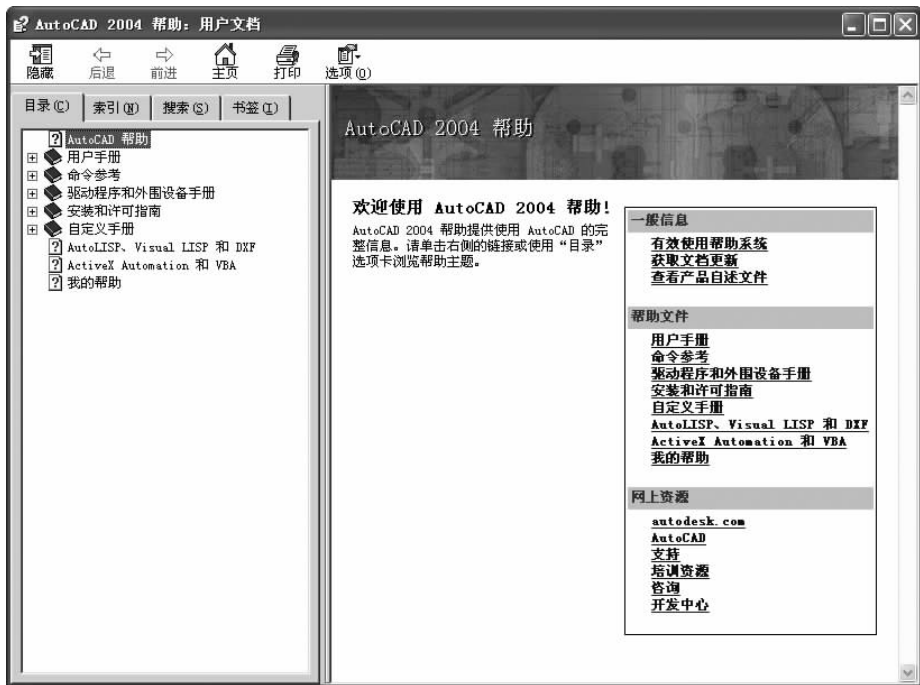 AutoCAD 2004 帮助: 用户文档
隐藏 后退 前进 主页 打印 选项(O)
目录(C) 索引(N) 搜索(S) 书签(I)
AutoCAD 帮助
用户手册
命令参考
驱动程序和外围设备手册
安装和许可指南
自定义手册
AutoLISP、Visual LISP 和 DXF
ActiveX Automation 和 VBA
我的帮助
AutoCAD 2004 帮助
欢迎使用 AutoCAD 2004 帮助!
AutoCAD 2004 帮助提供使用 AutoCAD 的完
整信息。请单击右侧的链接或使用“目录”
选项卡浏览帮助主题。
一般信息
有效使用帮助系统
获取文档更新
查看产品自述文件
帮助文件
用户手册
命令参考
驱动程序和外围设备手册
安装和许可指南
自定义手册
AutoLISP、Visual LISP 和 DXF
ActiveX Automation 和 VBA
我的帮助
网上资源
autodesk.com
AutoCAD
支持
培训资源
咨询
开发中心